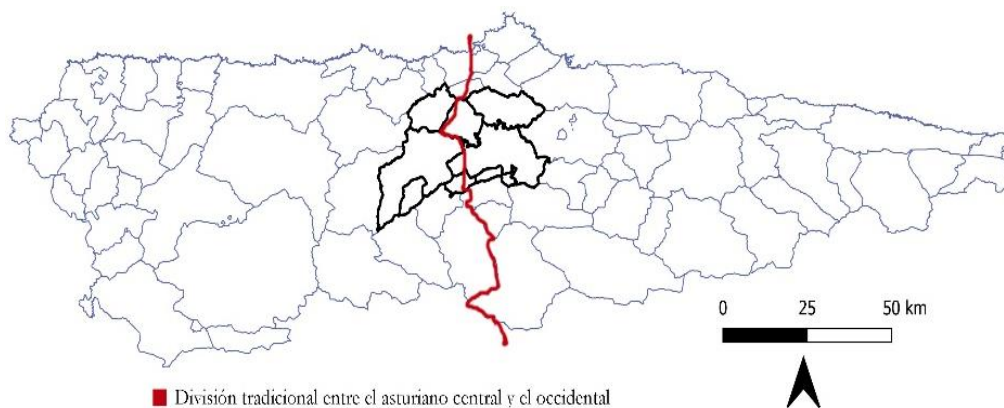 0 25 50 km
División tradicional entre el asturiano central y el occidental